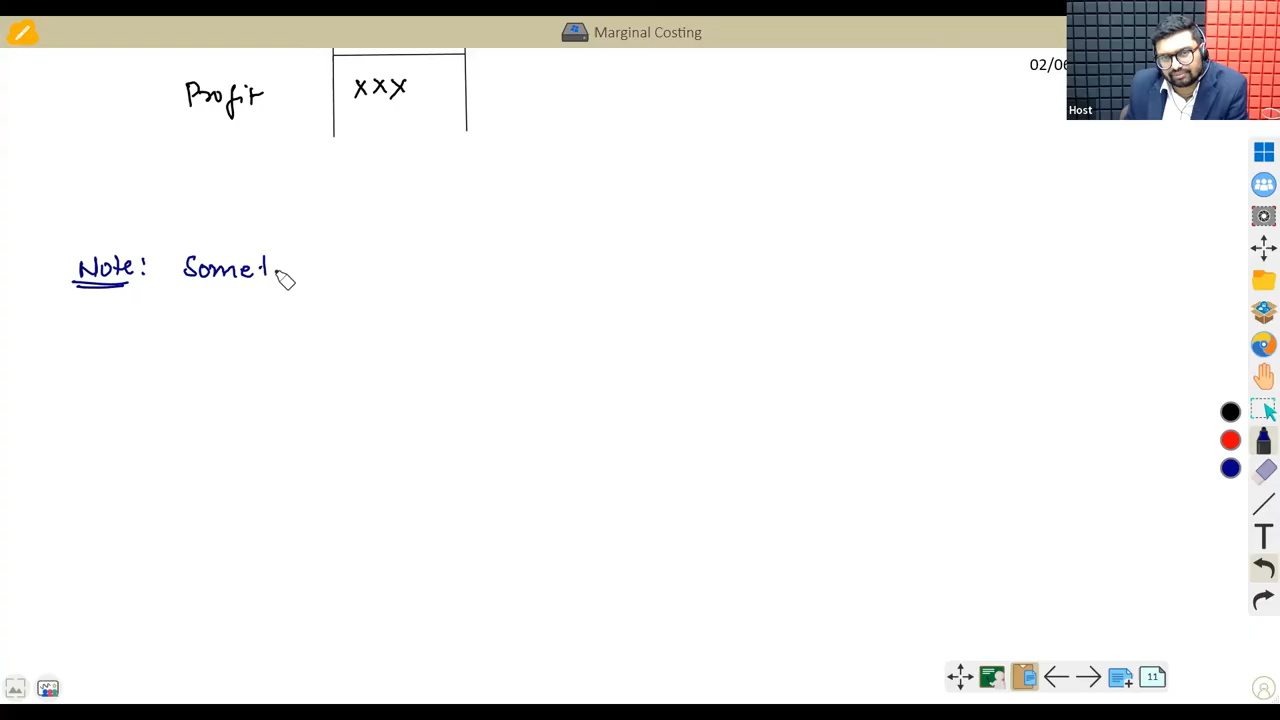 Marginal Costing
02/06
Host
Profit xxx
Note: Somet
T
11